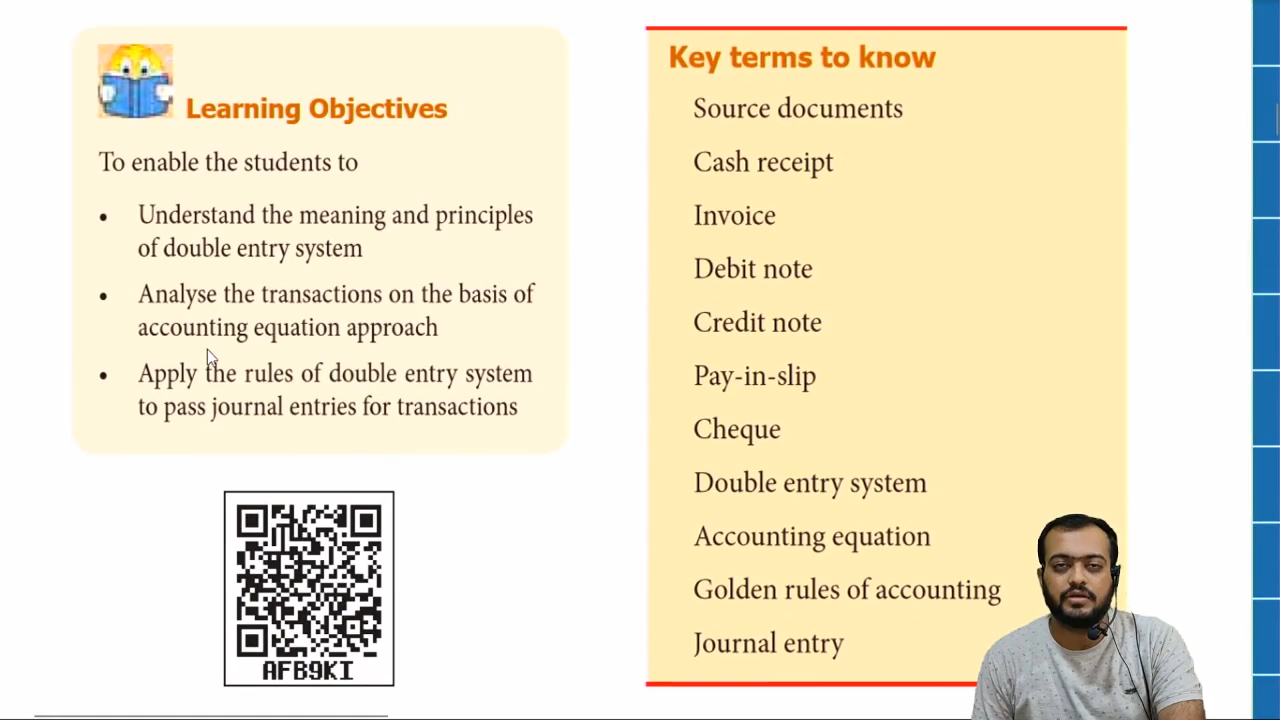 Learning Objectives
To enable the students to
• Understand the meaning and principles
of double entry system
• Analyse the transactions on the basis of
accounting equation approach
• Apply the rules of double entry system
to pass journal entries for transactions
AFB9KI
Key terms to know
Source documents
Cash receipt
Invoice
Debit note
Credit note
Pay-in-slip
Cheque
Double entry system
Accounting equation
Golden rules of accounting
Journal entry